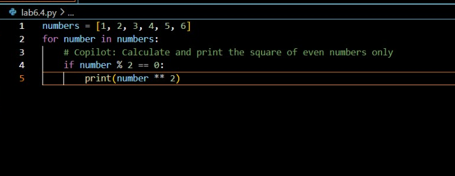 lab6.4.py > ...
1 numbers = [1, 2, 3, 4, 5, 6]
2 for number in numbers:
3     # Copilot: Calculate and print the square of even numbers only
4     if number % 2 == 0:
5         print(number ** 2)